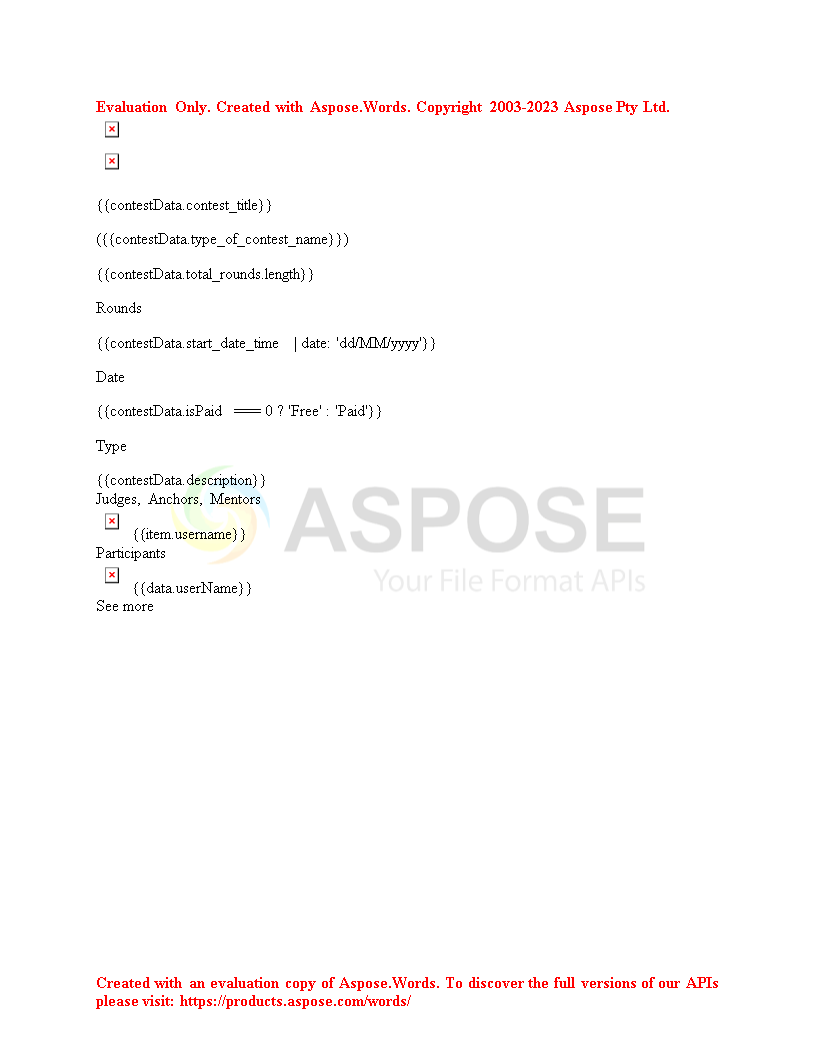 Evaluation Only. Created with Aspose.Words. Copyright 2003-2023 Aspose Pty Ltd.
{{contestData.contest_title}}
({{contestData.type_of_contest_name}})
{{contestData.total_rounds.length}}
Rounds
{{contestData.start_date_time | date: 'dd/MM/yyyy'}}
Date
{{contestData.isPaid === 0 ? 'Free' : 'Paid'}}
Type
{{contestData.description}}
Judges, Anchors, Mentors
{{item.username}}
Participants
{{data.userName}}
See more
ASPOSE
Your File Format APIs
Created with an evaluation copy of Aspose.Words. To discover the full versions of our APIs
please visit: https://products.aspose.com/words/